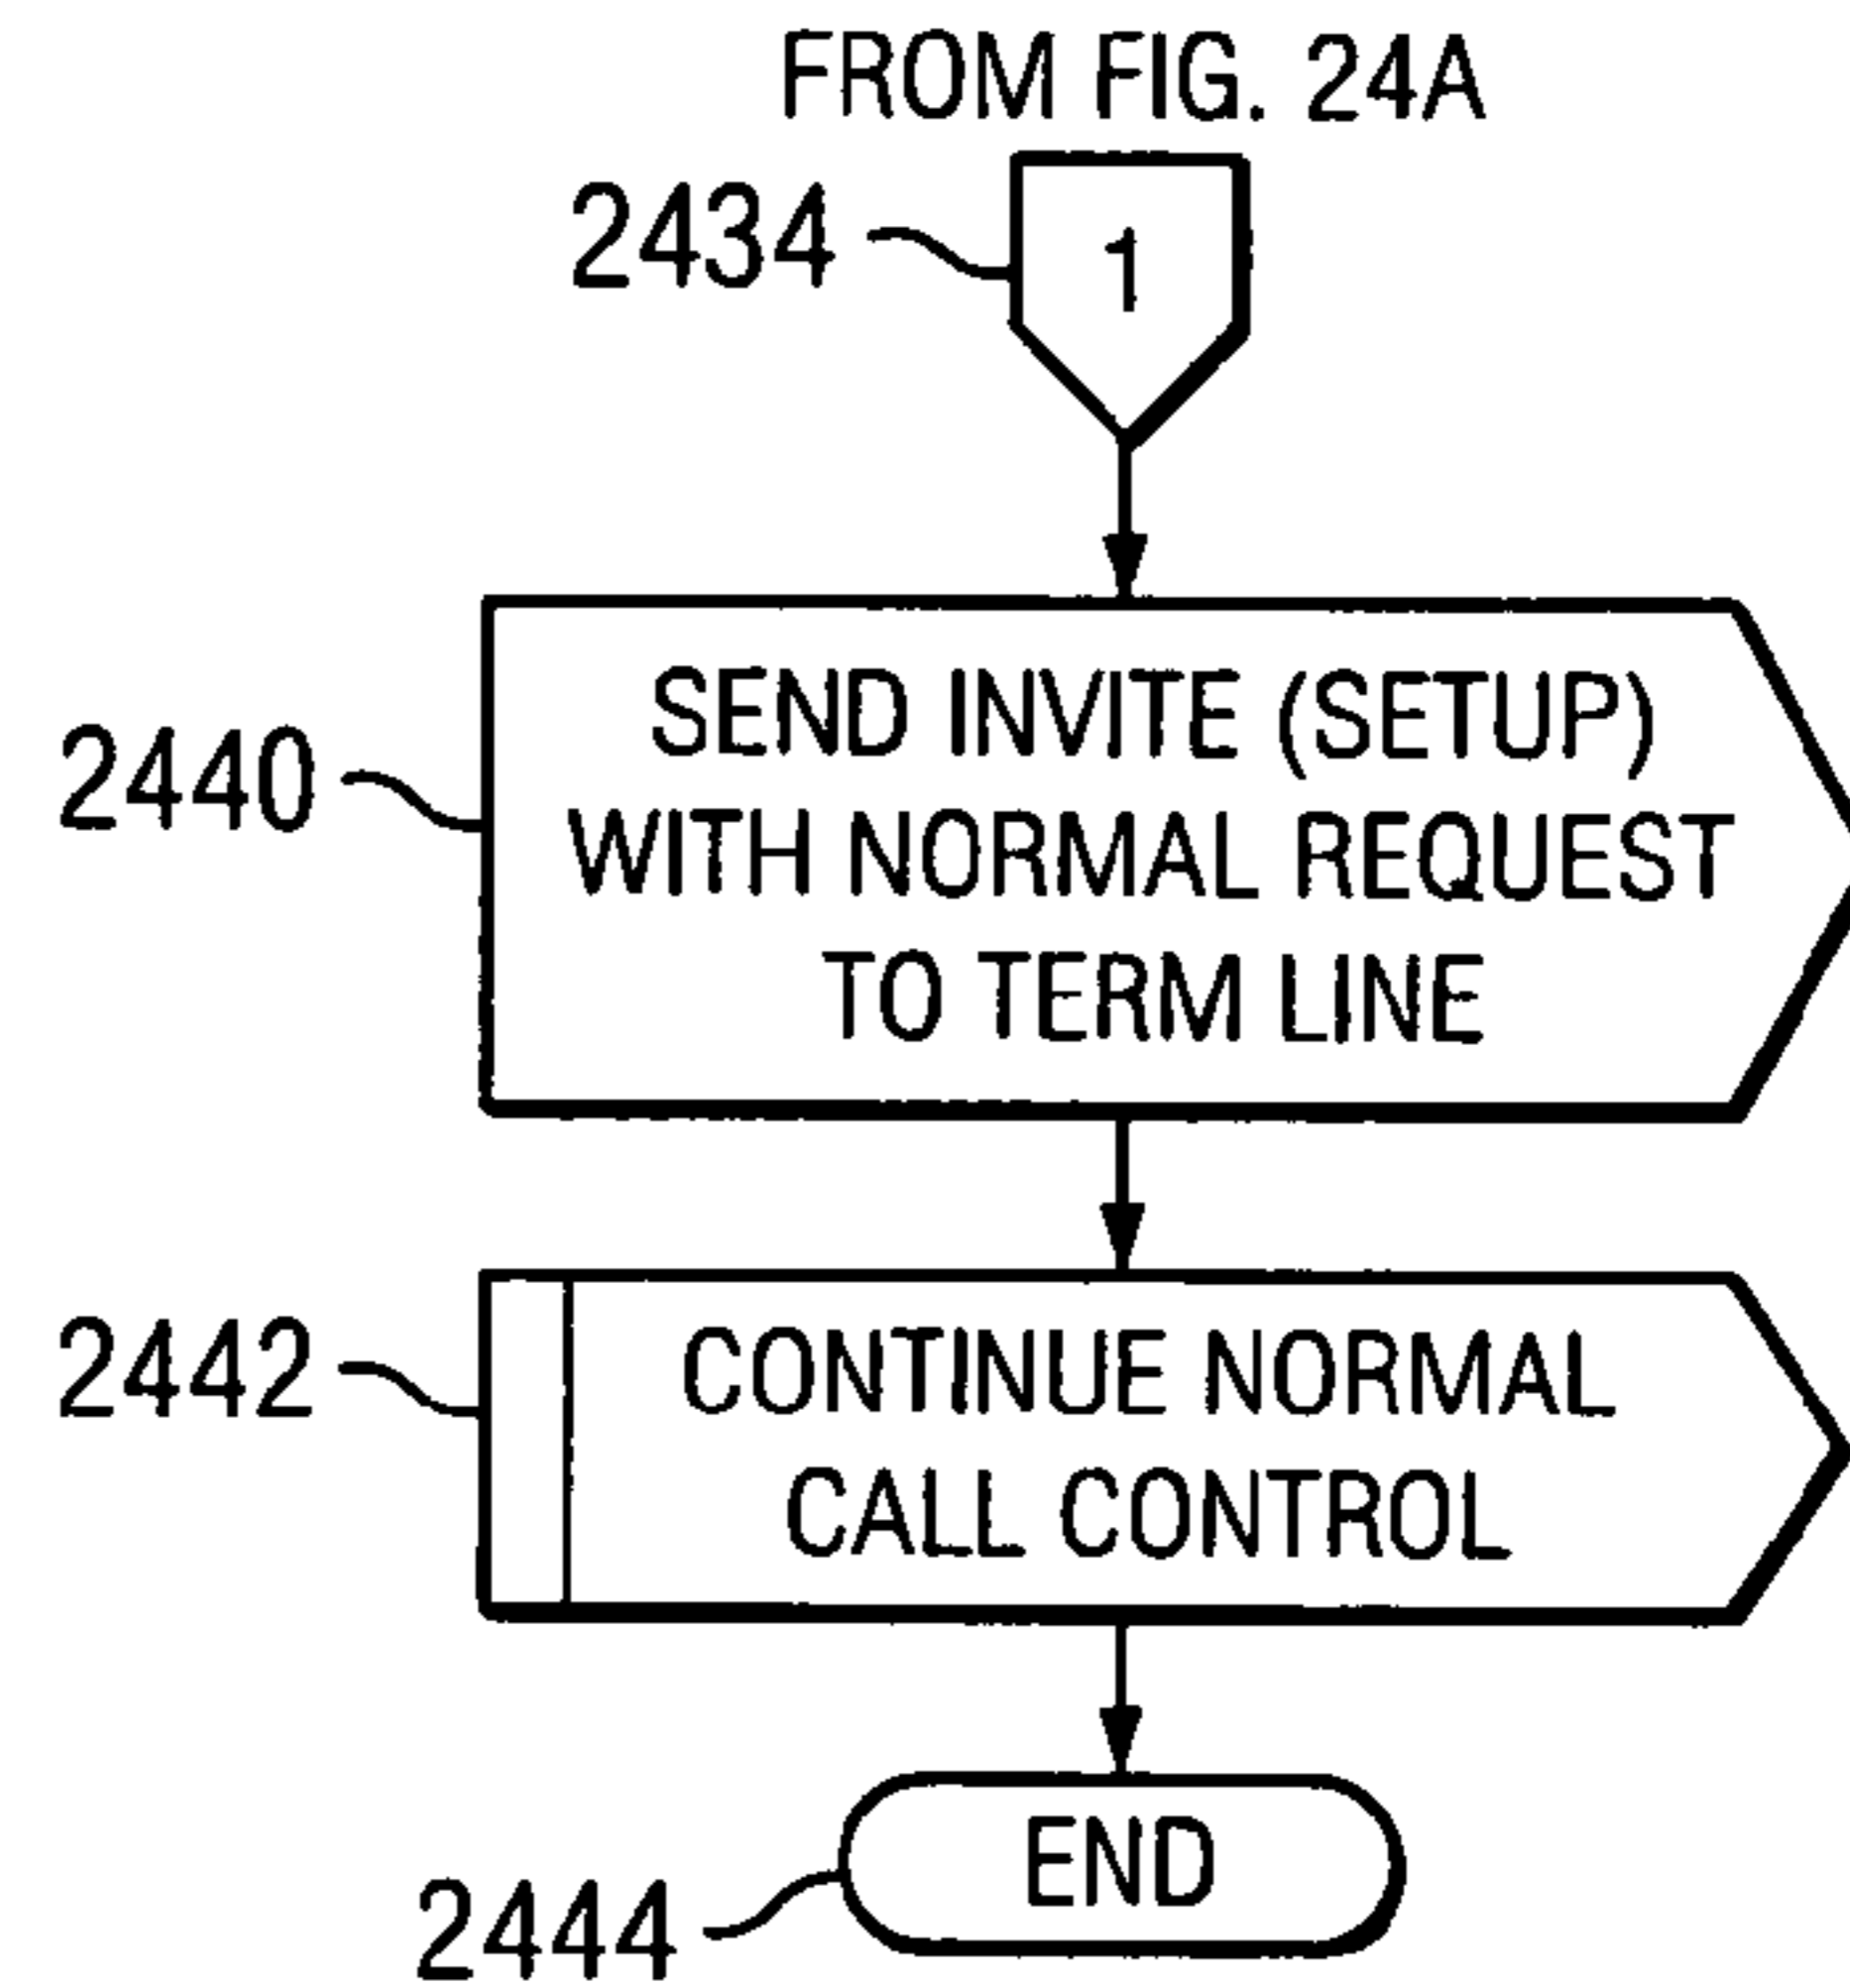 FROM FIG. 24A
2434
1
2440
SEND INVITE (SETUP)
WITH NORMAL REQUEST
TO TERM LINE
2442
CONTINUE NORMAL
CALL CONTROL
END
2444